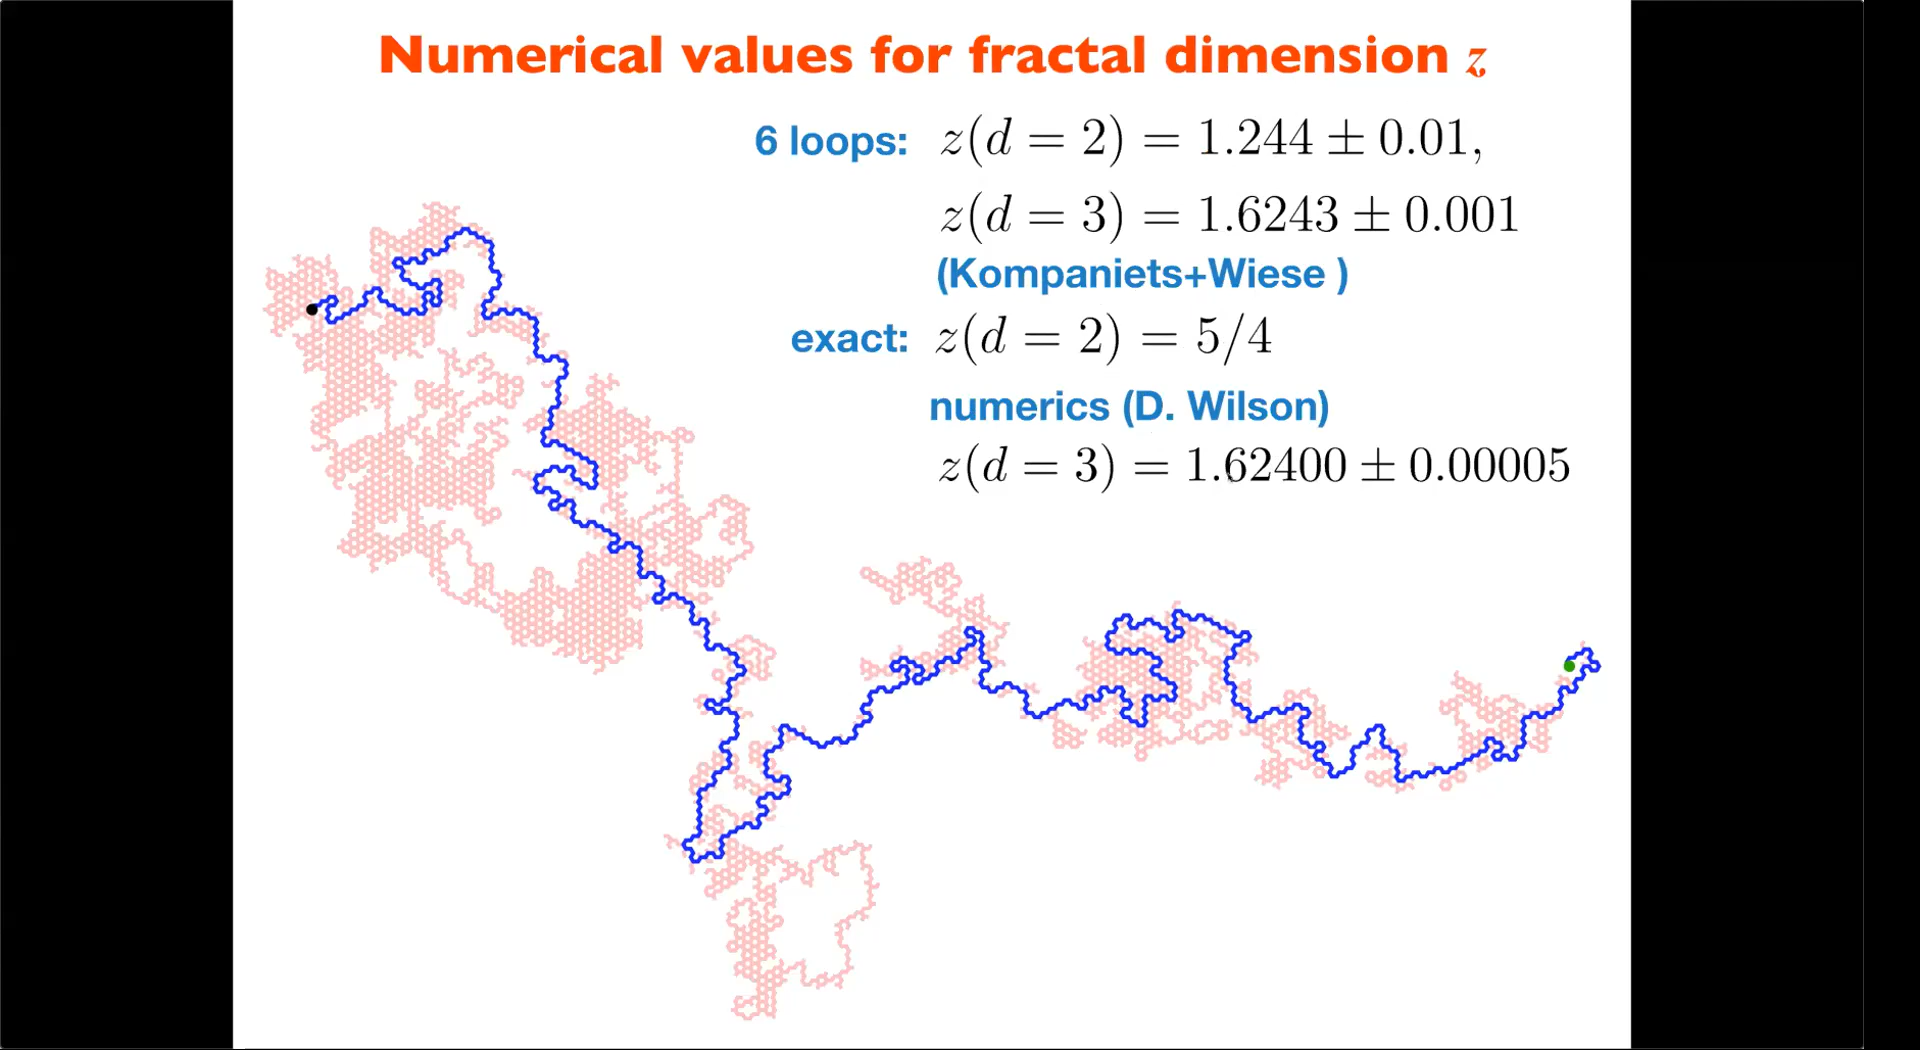 Numerical values for fractal dimension z
6 loops: z(d = 2) = 1.244 ± 0.01,
z(d = 3) = 1.6243 ± 0.001
(Kompaniets+Wiese )
exact: z(d = 2) = 5/4
numerics (D. Wilson)
z(d = 3) = 1.62400 ± 0.00005